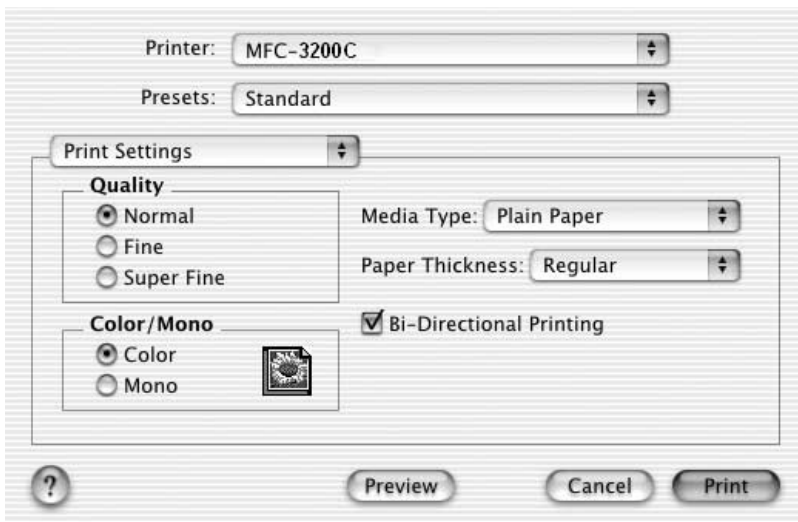 Printer: MFC-3200C
Presets: Standard
Print Settings
Quality
Normal
Fine
Super Fine
Media Type: Plain Paper
Paper Thickness: Regular
Bi-Directional Printing
Color/Mono
Color
Mono
? Preview Cancel Print